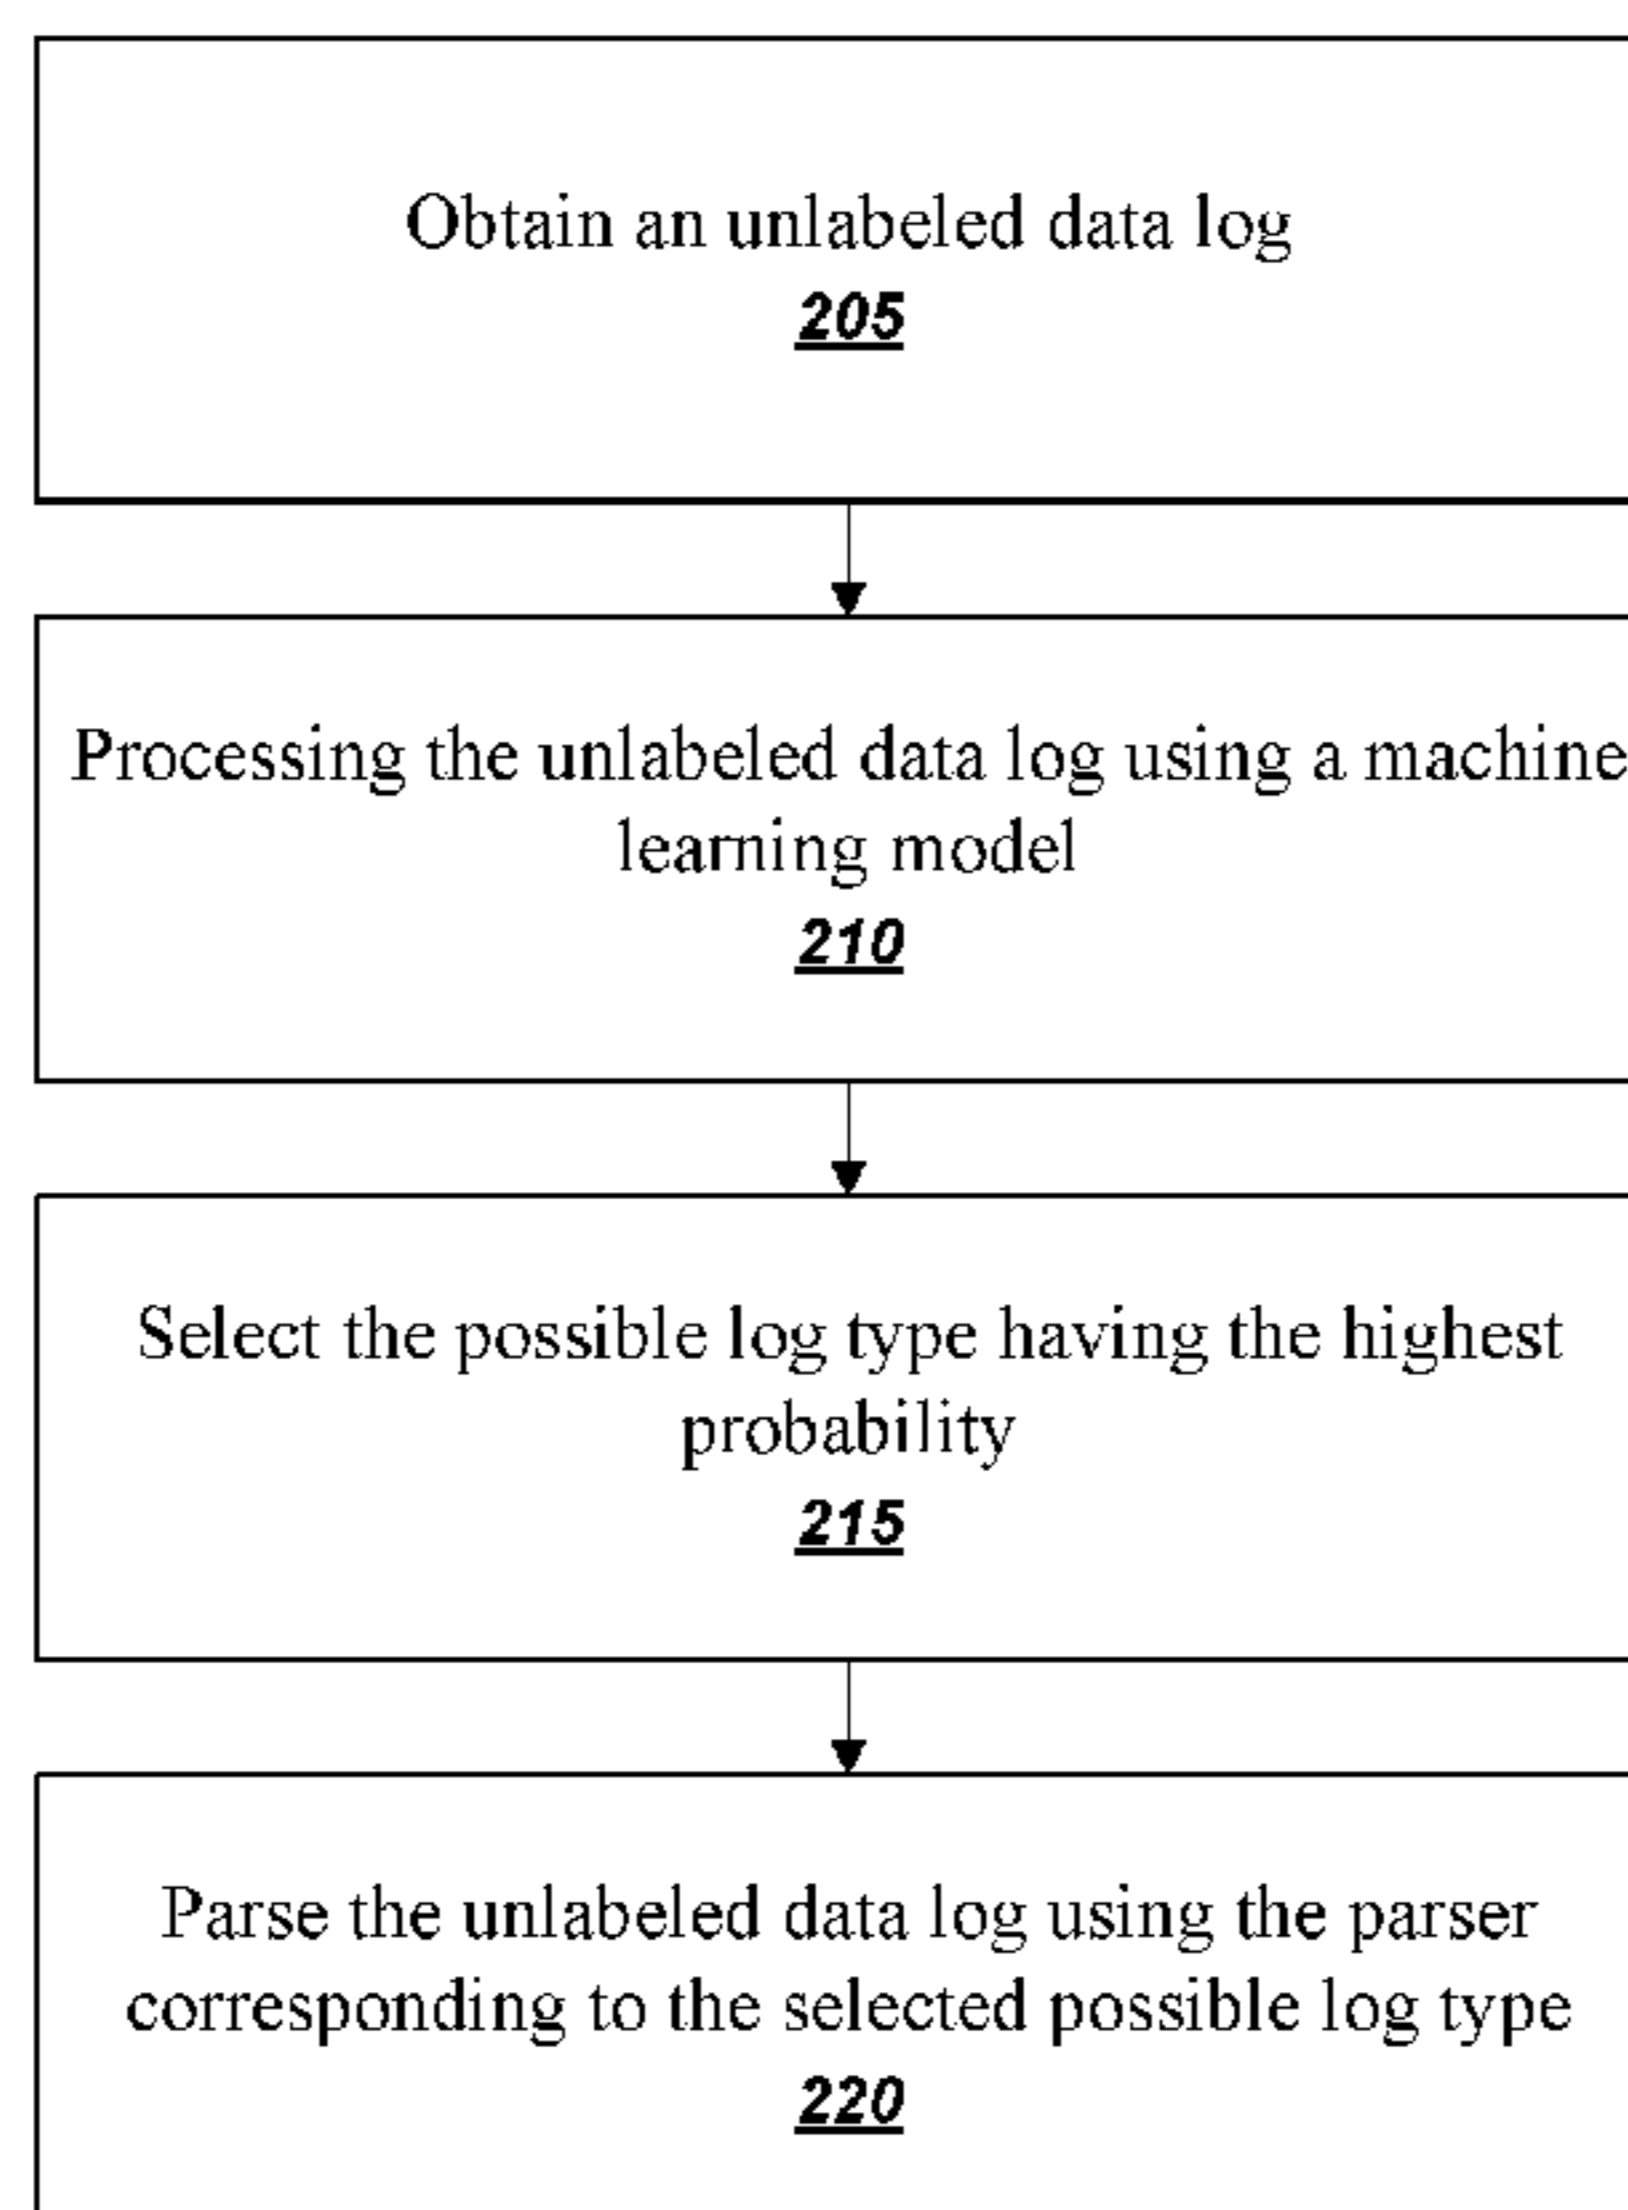 Obtain an unlabeled data log
205
Processing the unlabeled data log using a machine
learning model
210
Select the possible log type having the highest
probability
215
Parse the unlabeled data log using the parser
corresponding to the selected possible log type
220